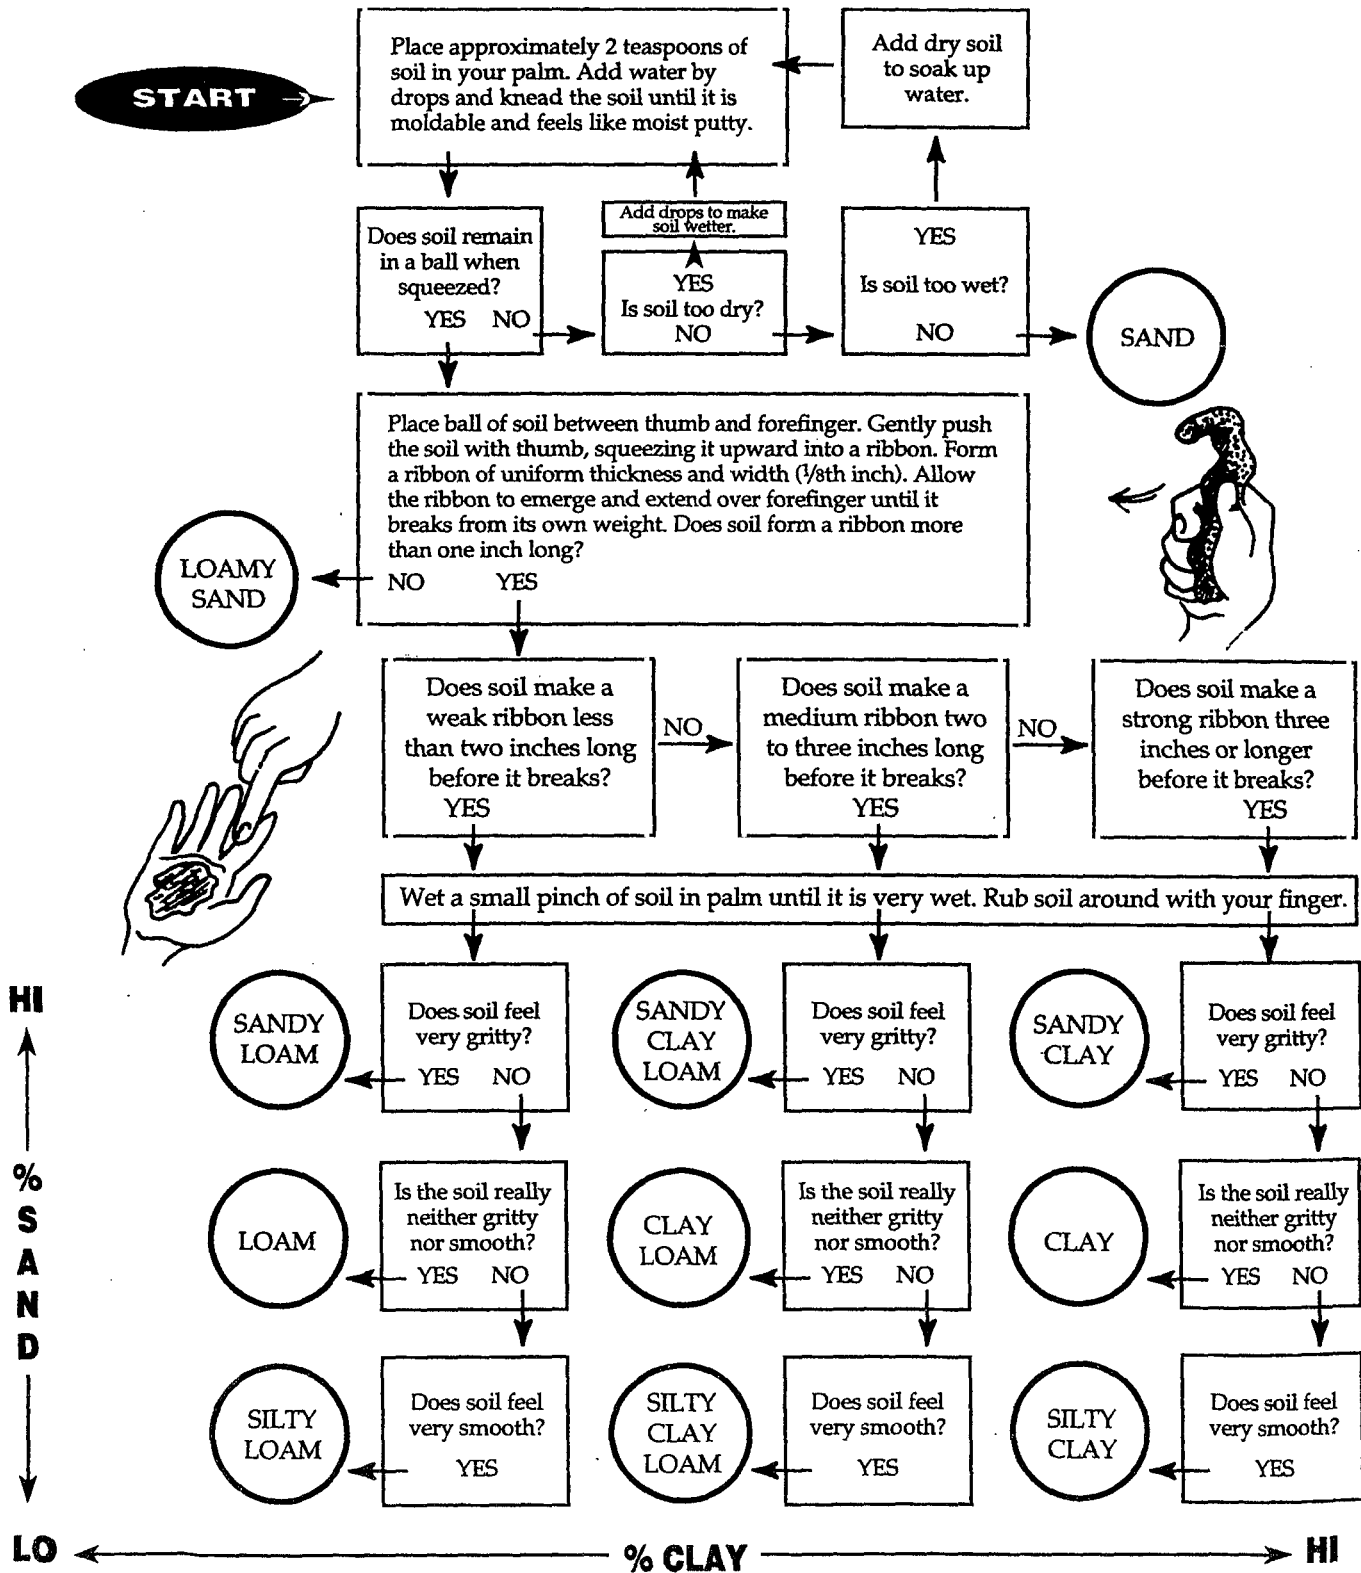 START
Place approximately 2 teaspoons of
soil in your palm. Add water by
drops and knead the soil until it is
moldable and feels like moist putty.
Add dry soil
to soak up
water.
Does soil remain
in a ball when
squeezed?
YES NO
Add drops to make
soil wetter.
YES
Is soil too dry?
NO
YES
Is soil too wet?
NO
SAND
Place ball of soil between thumb and forefinger. Gently push
the soil with thumb, squeezing it upward into a ribbon. Form
a ribbon of uniform thickness and width (1/8th inch). Allow
the ribbon to emerge and extend over forefinger until it
breaks from its own weight. Does soil form a ribbon more
than one inch long?
NO YES
LOAMY
SAND
Does soil make a
weak ribbon less
than two inches long
before it breaks?
YES
NO
Does soil make a
medium ribbon two
to three inches long
before it breaks?
YES
NO
Does soil make a
strong ribbon three
inches or longer
before it breaks?
YES
Wet a small pinch of soil in palm until it is very wet. Rub soil around with your finger.
SANDY
LOAM
Does soil feel
very gritty?
YES NO
SANDY
CLAY
LOAM
Does soil feel
very gritty?
YES NO
SANDY
CLAY
Does soil feel
very gritty?
YES NO
LOAM
Is the soil really
neither gritty
nor smooth?
YES NO
CLAY
LOAM
Is the soil really
neither gritty
nor smooth?
YES NO
CLAY
Is the soil really
neither gritty
nor smooth?
YES NO
SILTY
LOAM
Does soil feel
very smooth?
YES
SILTY
CLAY
LOAM
Does soil feel
very smooth?
YES
SILTY
CLAY
Does soil feel
very smooth?
YES
HI
%
S
A
N
D
LO
% CLAY
HI